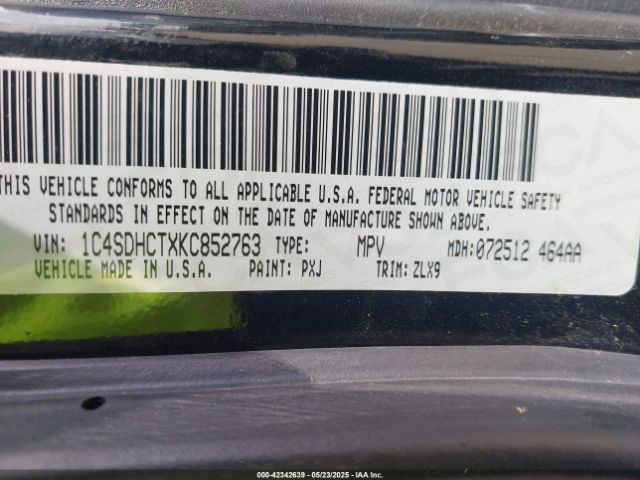 THIS VEHICLE CONFORMS TO ALL APPLICABLE U.S.A. FEDERAL MOTOR VEHICLE SAFETY
STANDARDS IN EFFECT ON THE DATE OF MANUFACTURE SHOWN ABOVE.
VIN: 1C4SDHCTXKC852763 TYPE: MPV MDH:072512 464AA
VEHICLE MADE IN U.S.A. PAINT: PXJ TRIM: ZLX9
000-42342639 - 05/23/2025 - IAA Inc.